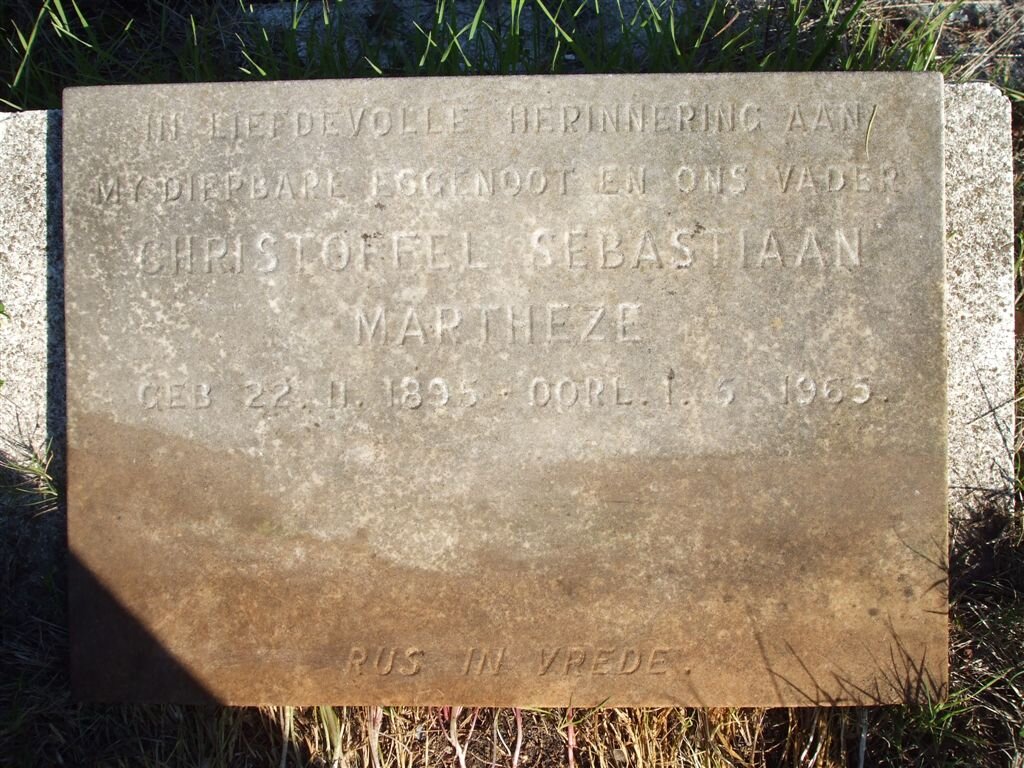 IN LIEFDEVOLLE HERINNERING AAN
MY DIERBARE EGGENOOT EN ONS VADER
CHRISTOFFEL SEBASTIAAN
MARTHEZE
GEB 22.11.1895 - OORL. 1. 5 1965.
RUS IN VREDE.